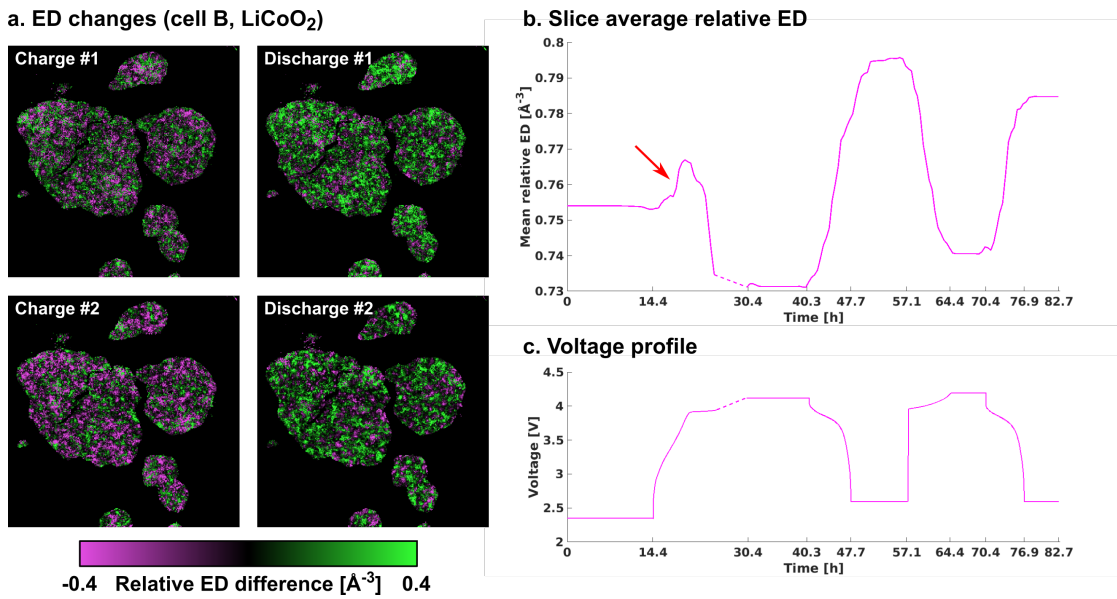 a. ED changes (cell B, LiCoO2)
Charge #1
Discharge #1
Charge #2
Discharge #2
-0.4 Relative ED difference [Å-3] 0.4
b. Slice average relative ED
0.8
0.79
0.78
0.77
0.76
0.75
0.74
0.73
Mean relative ED [Å-3]
0 14.4 30.4 40.3 47.7 57.1 64.4 70.4 76.9 82.7
Time [h]
c. Voltage profile
4.5
4
3.5
3
2.5
2
Voltage [V]
0 14.4 30.4 40.3 47.7 57.1 64.4 70.4 76.9 82.7
Time [h]